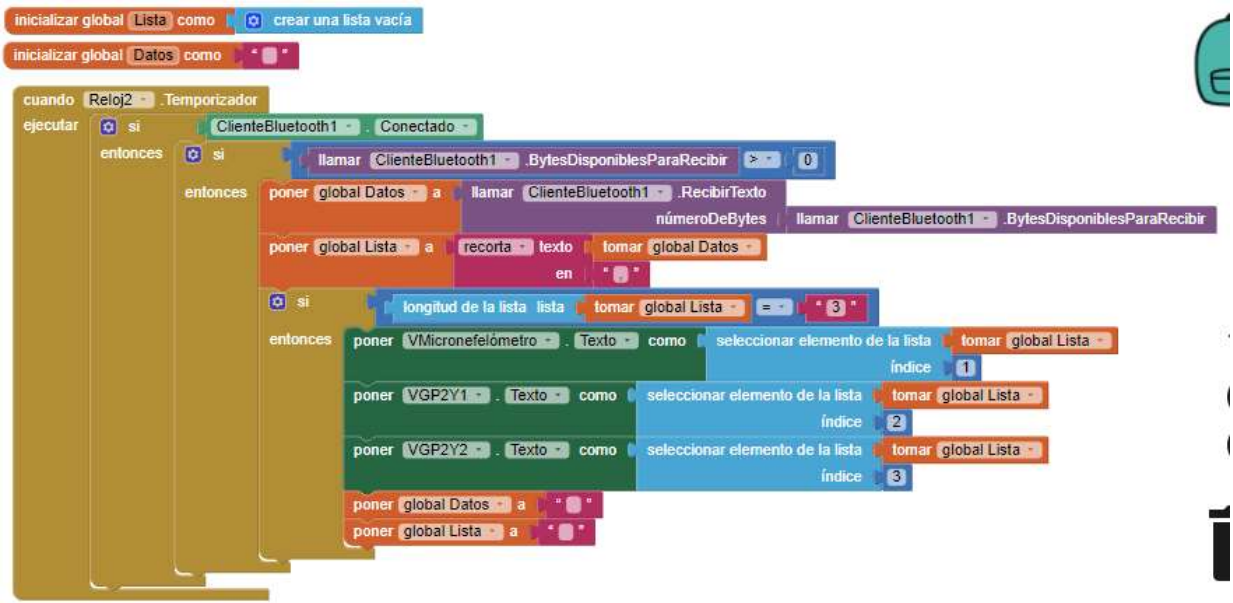 inicializar global Lista como crear una lista vacía
inicializar global Datos como " "
cuando Reloj2 .Temporizador
ejecutar si ClienteBluetooth1 . Conectado
entonces si llamar ClienteBluetooth1 .BytesDisponiblesParaRecibir > 0
entonces poner global Datos a llamar ClienteBluetooth1 .RecibirTexto
númeroDeBytes llamar ClienteBluetooth1 .BytesDisponiblesParaRecibir
poner global Lista a recorta texto tomar global Datos
en " , "
si longitud de la lista lista tomar global Lista = " 3 "
entonces poner VMicronefelómetro . Texto como seleccionar elemento de la lista tomar global Lista
índice 1
poner VGP2Y1 . Texto como seleccionar elemento de la lista tomar global Lista
índice 2
poner VGP2Y2 . Texto como seleccionar elemento de la lista tomar global Lista
índice 3
poner global Datos a " "
poner global Lista a " "